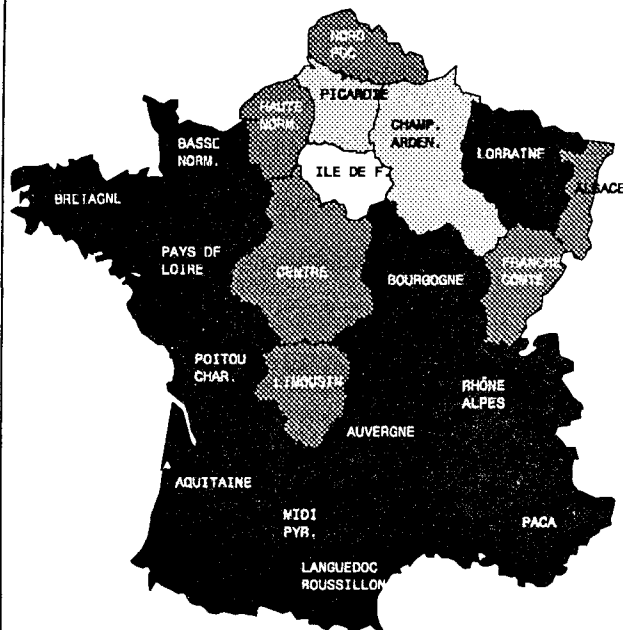 NORD
PDC
PICARDIE
HAUTE
NORM.
CHAMP.
ARDEN.
BASSE
NORM.
LORRAINE
ILE DE F.
ALSACE
BRETAGNE
PAYS DE
LOIRE
CENTRE
BOURGOGNE
FRANCHE
COMTE
POITOU
CHAR.
LIMOUSIN
RHÔNE
ALPES
AUVERGNE
AQUITAINE
MIDI
PYR.
PACA
LANGUEDOC
ROUSSILLON